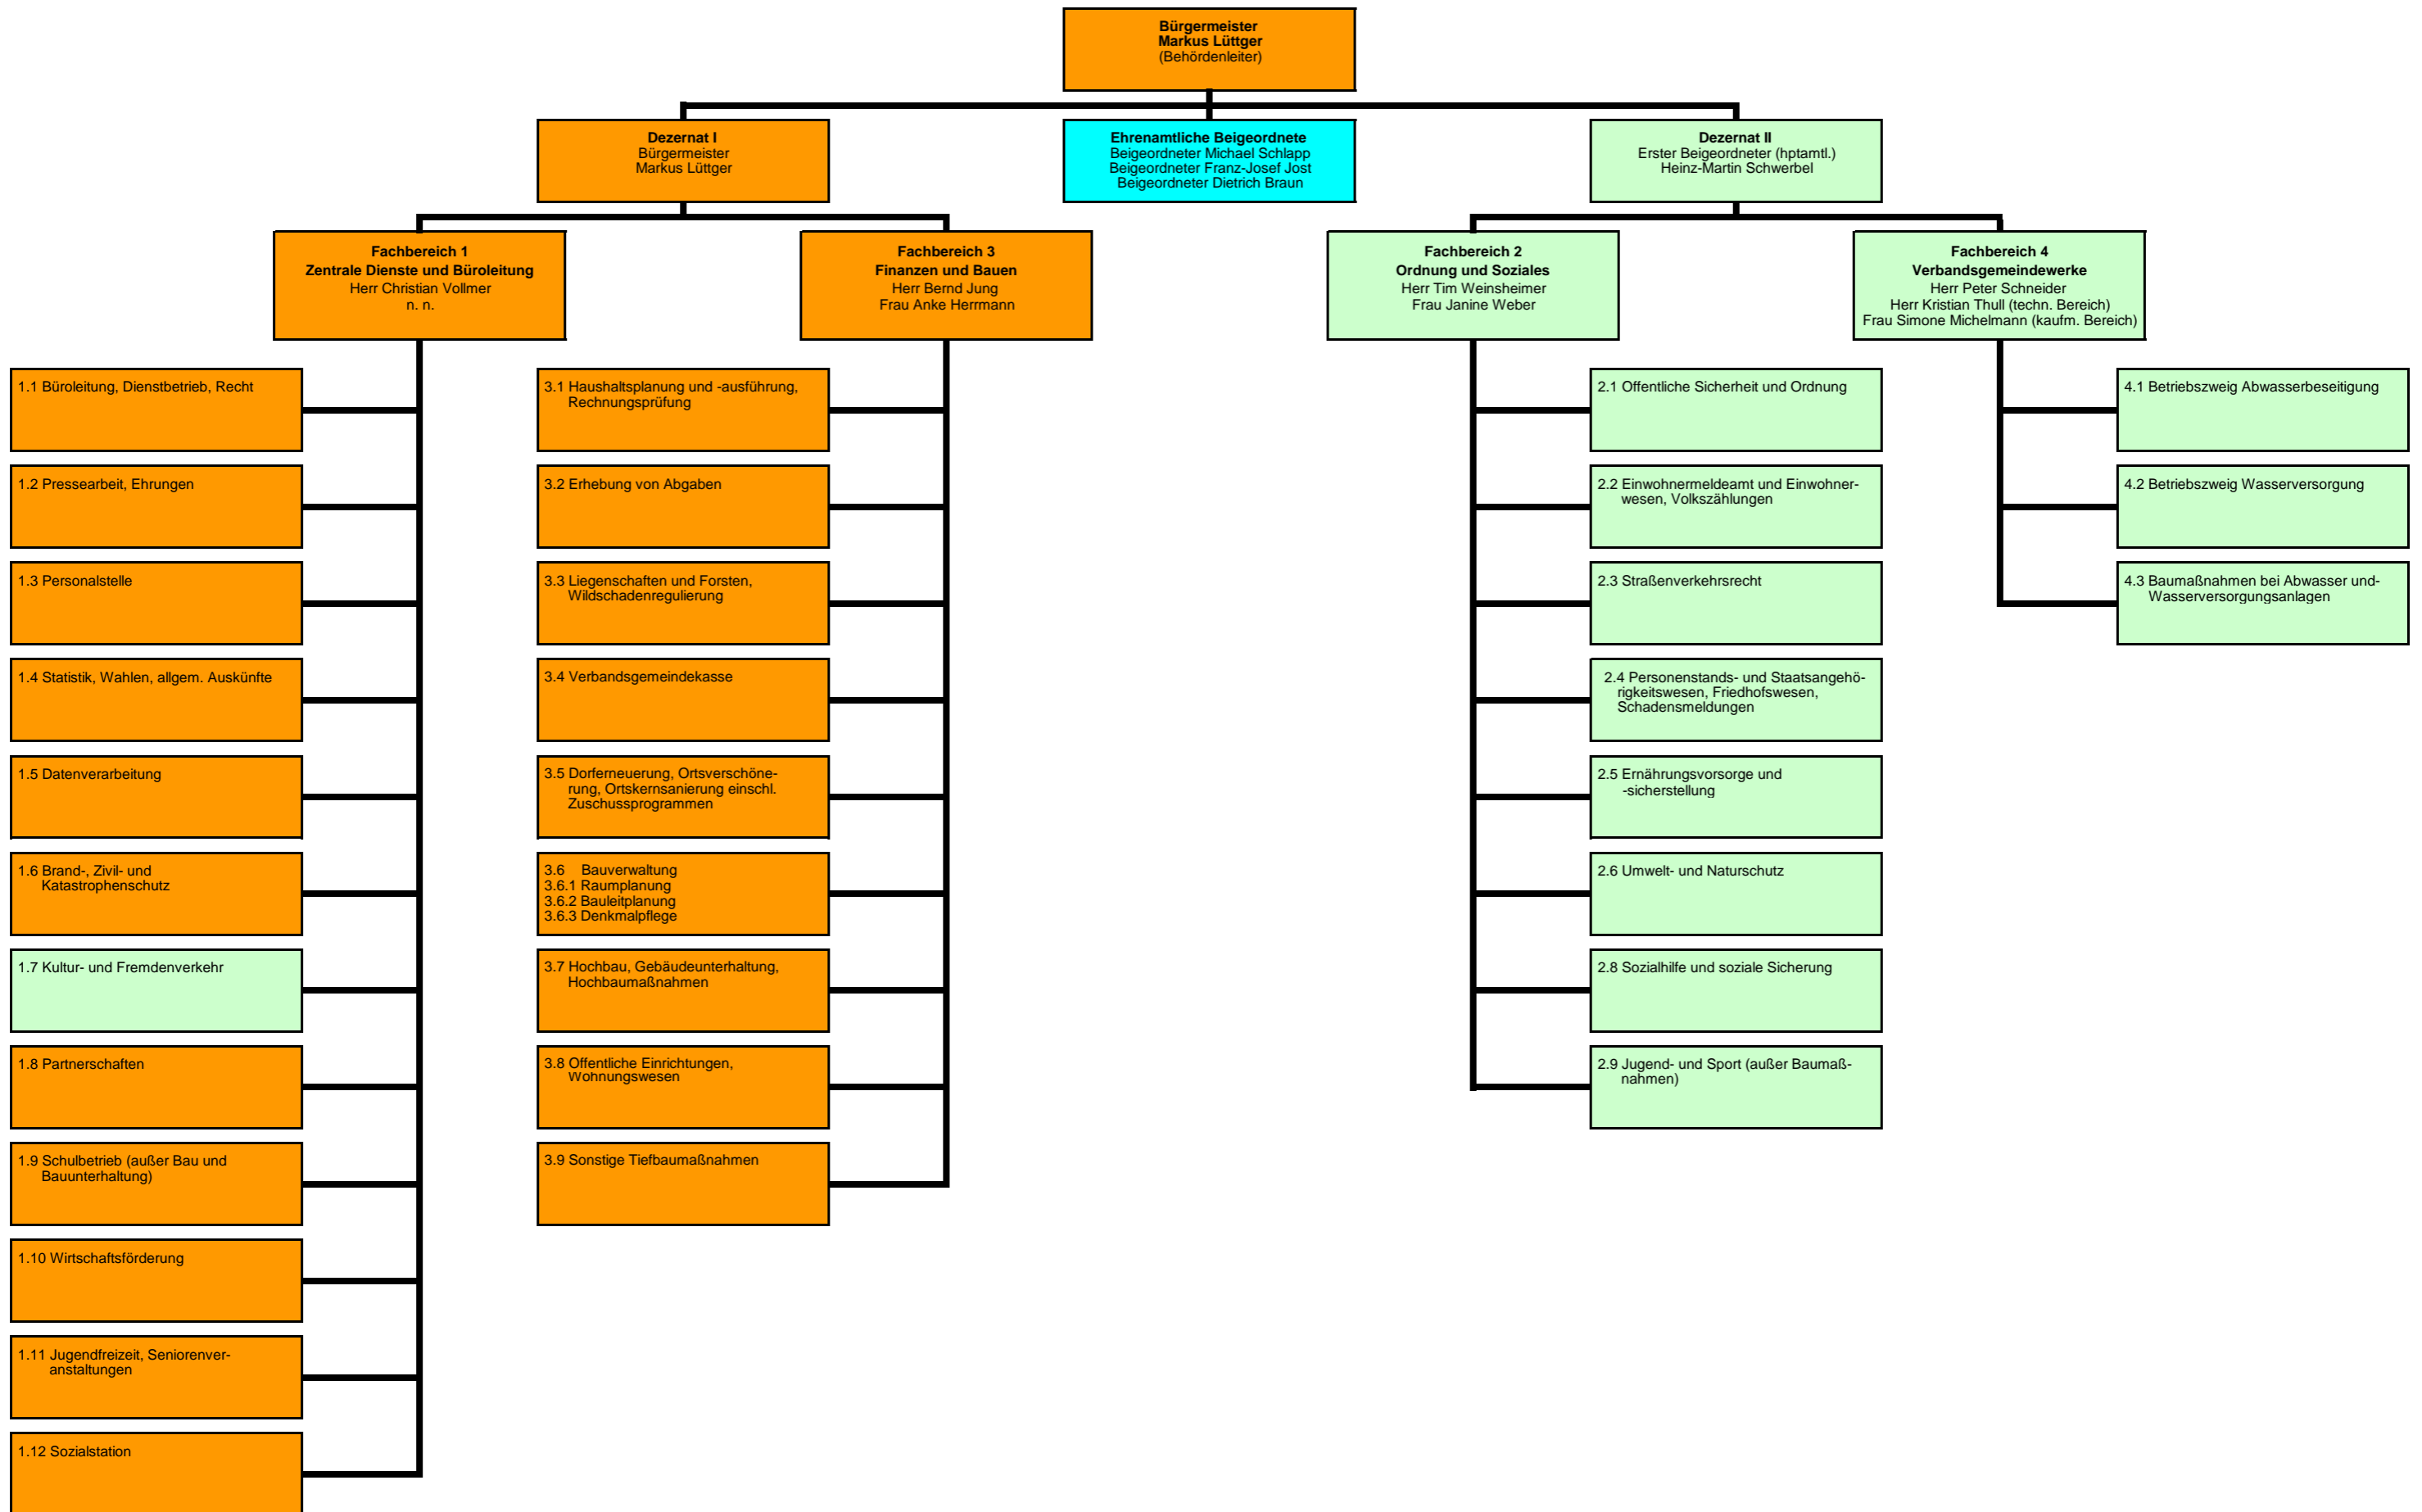 Bürgermeister
Markus Lüttger
(Behördenleiter)
Dezernat I
Bürgermeister
Markus Lüttger
Ehrenamtliche Beigeordnete
Beigeordneter Michael Schlapp
Beigeordneter Franz-Josef Jost
Beigeordneter Dietrich Braun
Dezernat II
Erster Beigeordneter (hptamtl.)
Heinz-Martin Schwerbel
Fachbereich 1
Zentrale Dienste und Büroleitung
Herr Christian Vollmer
n. n.
Fachbereich 3
Finanzen und Bauen
Herr Bernd Jung
Frau Anke Herrmann
Fachbereich 2
Ordnung und Soziales
Herr Tim Weinsheimer
Frau Janine Weber
Fachbereich 4
Verbandsgemeindewerke
Herr Peter Schneider
Herr Kristian Thull (techn. Bereich)
Frau Simone Michelmann (kaufm. Bereich)
1.1 Büroleitung, Dienstbetrieb, Recht
1.2 Pressearbeit, Ehrungen
1.3 Personalstelle
1.4 Statistik, Wahlen, allgem. Auskünfte
1.5 Datenverarbeitung
1.6 Brand-, Zivil- und
Katastrophenschutz
1.7 Kultur- und Fremdenverkehr
1.8 Partnerschaften
1.9 Schulbetrieb (außer Bau und
Bauunterhaltung)
1.10 Wirtschaftsförderung
1.11 Jugendfreizeit, Seniorenver-
anstaltungen
1.12 Sozialstation
3.1 Haushaltsplanung und -ausführung,
Rechnungsprüfung
3.2 Erhebung von Abgaben
3.3 Liegenschaften und Forsten,
Wildschadenregulierung
3.4 Verbandsgemeindekasse
3.5 Dorferneuerung, Ortsverschöne-
rung, Ortskernsanierung einschl.
Zuschussprogrammen
3.6 Bauverwaltung
3.6.1 Raumplanung
3.6.2 Bauleitplanung
3.6.3 Denkmalpflege
3.7 Hochbau, Gebäudeunterhaltung,
Hochbaumaßnahmen
3.8 Öffentliche Einrichtungen,
Wohnungswesen
3.9 Sonstige Tiefbaumaßnahmen
2.1 Öffentliche Sicherheit und Ordnung
2.2 Einwohnermeldeamt und Einwohner-
wesen, Volkszählungen
2.3 Straßenverkehrsrecht
2.4 Personenstands- und Staatsangehö-
rigkeitswesen, Friedhofswesen,
Schadensmeldungen
2.5 Ernährungsvorsorge und
-sicherstellung
2.6 Umwelt- und Naturschutz
2.8 Sozialhilfe und soziale Sicherung
2.9 Jugend- und Sport (außer Baumaß-
nahmen)
4.1 Betriebszweig Abwasserbeseitigung
4.2 Betriebszweig Wasserversorgung
4.3 Baumaßnahmen bei Abwasser und-
Wasserversorgungsanlagen